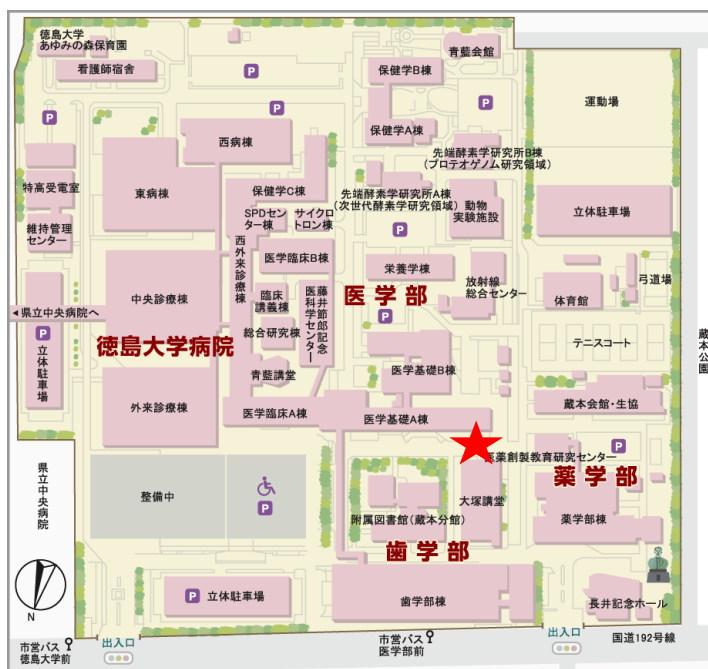 徳島大学
あゆみの森保育園
看護師宿舎
P
青藍会館
保健学B棟
運動場
P
P
P
西病棟
保健学A棟
先端酵素学研究所B棟
(プロテオゲノム研究領域)
特高受電室
東病棟
保健学C棟
先端酵素学研究所A棟
(次世代酵素学研究領域)
動物
実験施設
立体駐車場
維持管理
センター
SPDセン
ター棟
サイクロ
トロン棟
P
西外来診療棟
医学臨床B棟
栄養学棟
放射線
総合センター
体育館
弓道場
中央診療棟
臨床
講義棟
藤井節郎記念
医科学センター
医学部
◀県立中央病院へ
P
立体駐車場
総合研究棟
P
テニスコート
蔵本公園
徳島大学病院
青藍講堂
医学基礎B棟
外来診療棟
医学臨床A棟
医学基礎A棟
蔵本会館・生協
医薬創製教育研究センター
P
県立中央病院
整備中
P
薬学部
大塚講堂
附属図書館(蔵本分館)
薬学部棟
歯学部
N
P
立体駐車場
歯学部棟
長井記念ホール
市営バス
徳島大学前
出入口
市営バス
医学部前
出入口
国道192号線